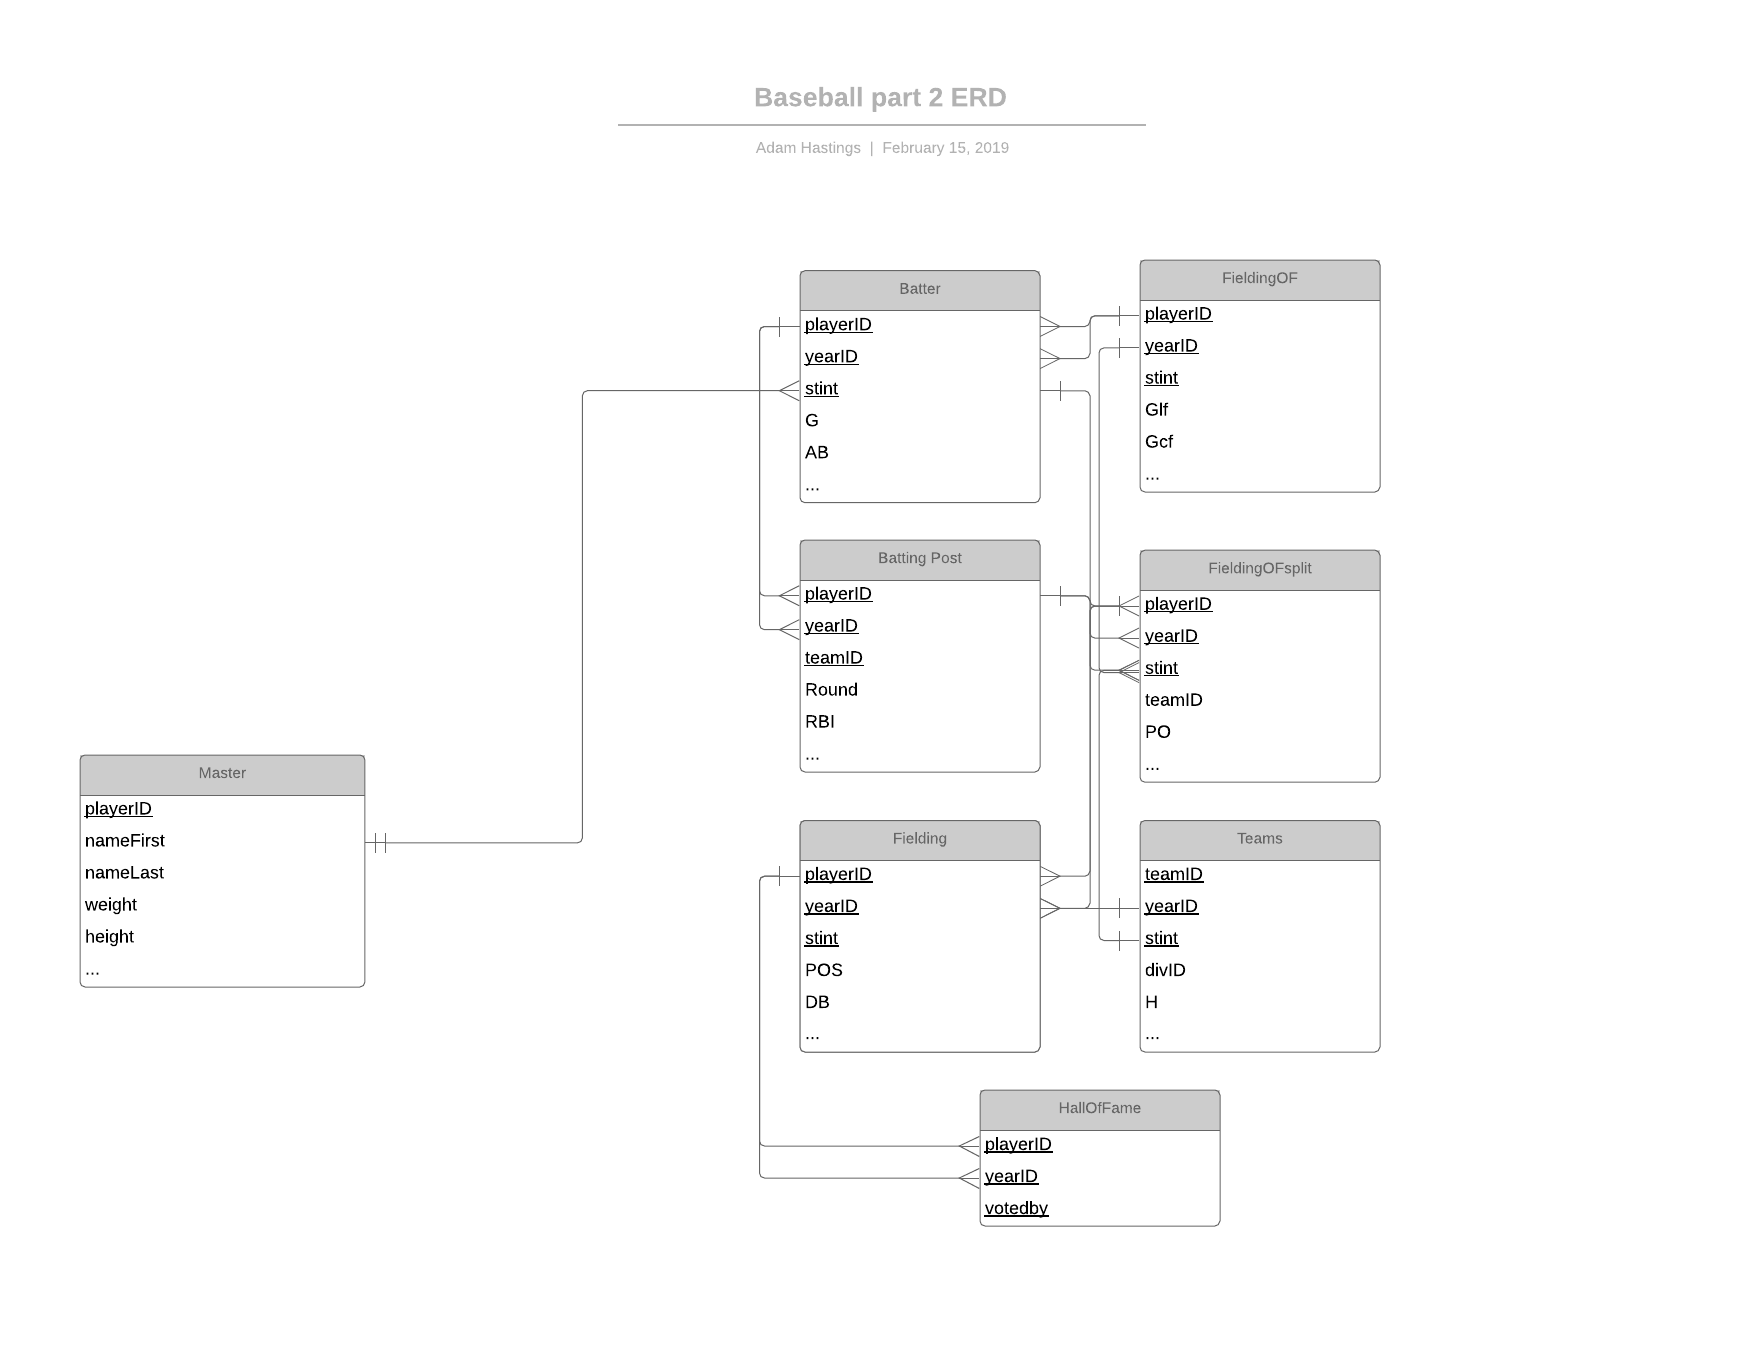 Baseball part 2 ERD
Adam Hastings | February 15, 2019
Batter
playerID
yearID
stint
G
AB
...
FieldingOF
playerID
yearID
stint
Glf
Gcf
...
Batting Post
playerID
yearID
teamID
Round
RBI
...
FieldingOFsplit
playerID
yearID
stint
teamID
PO
...
Master
playerID
nameFirst
nameLast
weight
height
...
Fielding
playerID
yearID
stint
POS
DB
...
Teams
teamID
yearID
stint
divID
H
...
HallOfFame
playerID
yearID
votedby